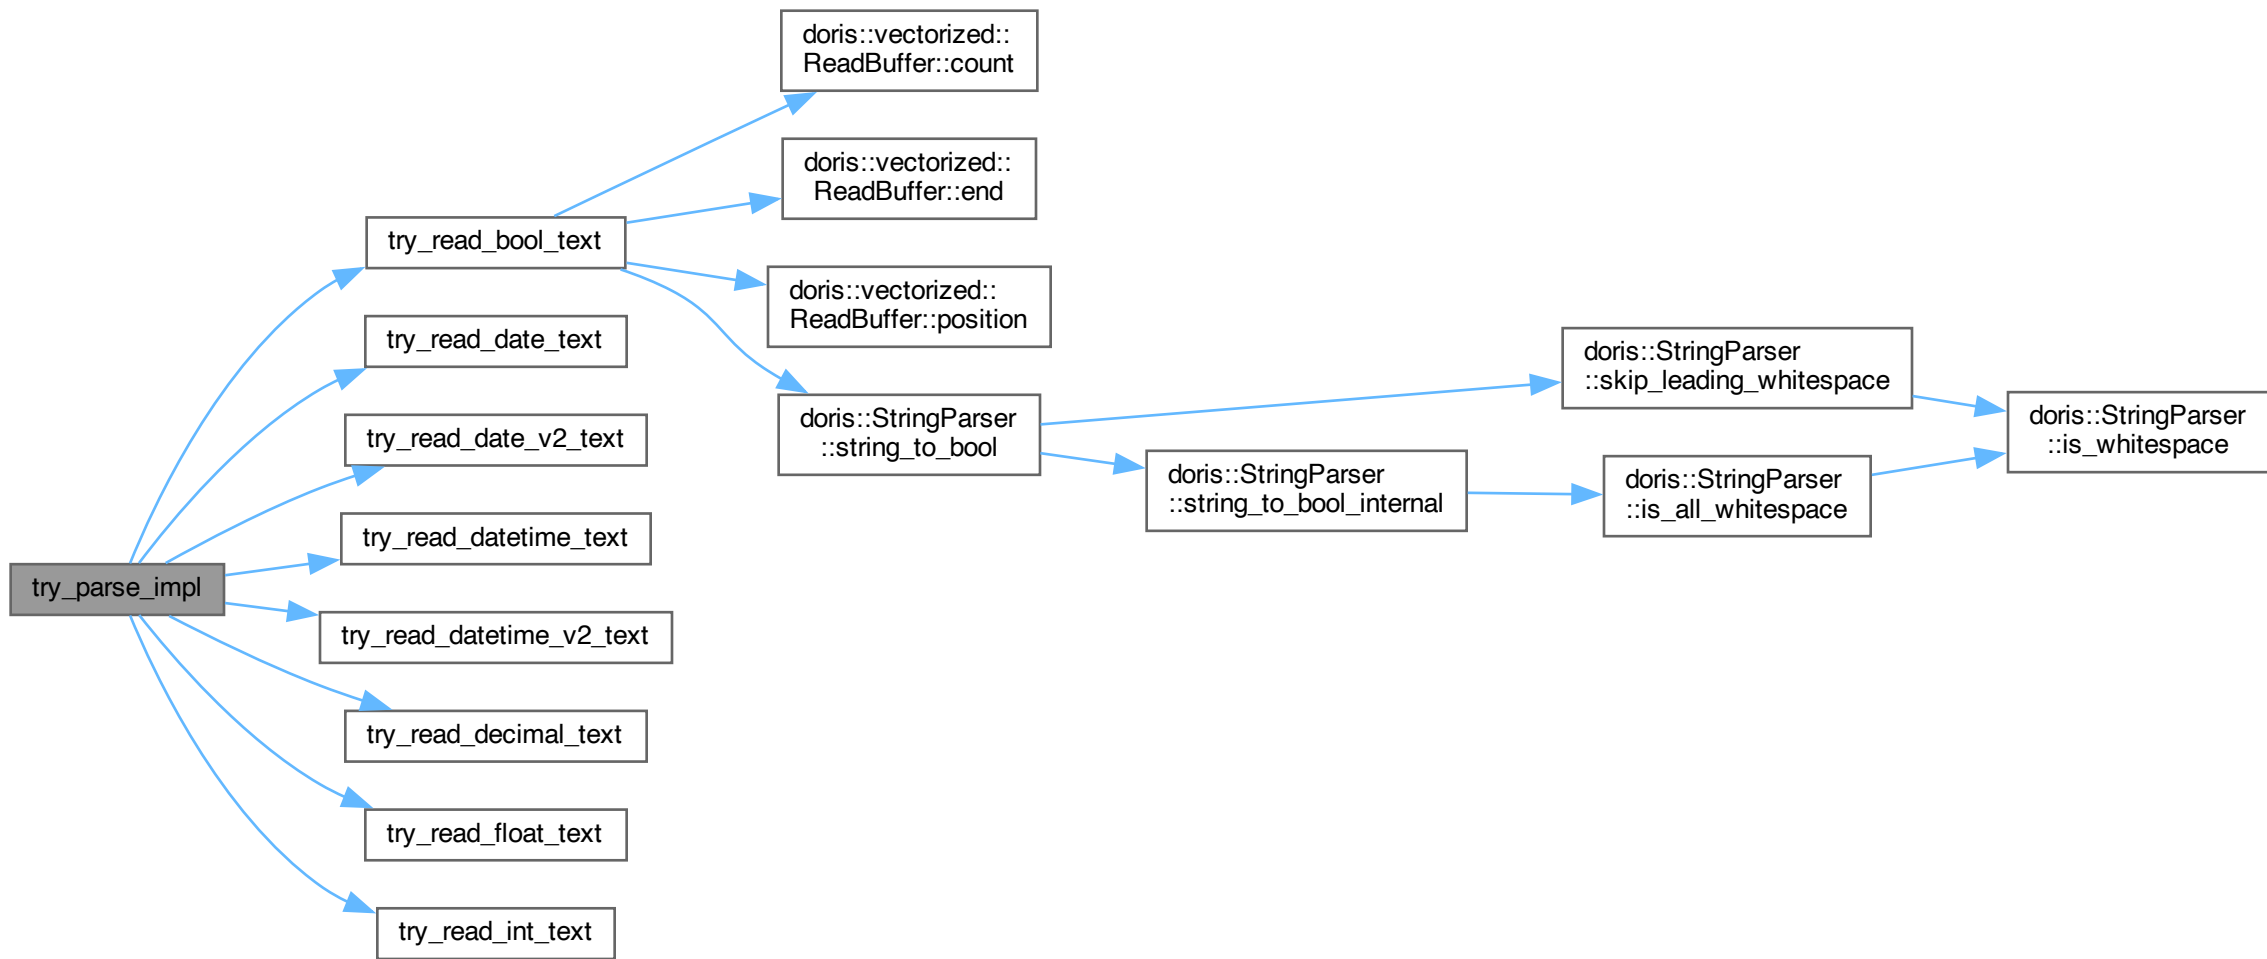 try_parse_impl
try_read_bool_text
try_read_date_text
try_read_date_v2_text
try_read_datetime_text
try_read_datetime_v2_text
try_read_decimal_text
try_read_float_text
try_read_int_text
doris::vectorized::
ReadBuffer::count
doris::vectorized::
ReadBuffer::end
doris::vectorized::
ReadBuffer::position
doris::StringParser
::string_to_bool
doris::StringParser
::skip_leading_whitespace
doris::StringParser
::string_to_bool_internal
doris::StringParser
::is_all_whitespace
doris::StringParser
::is_whitespace